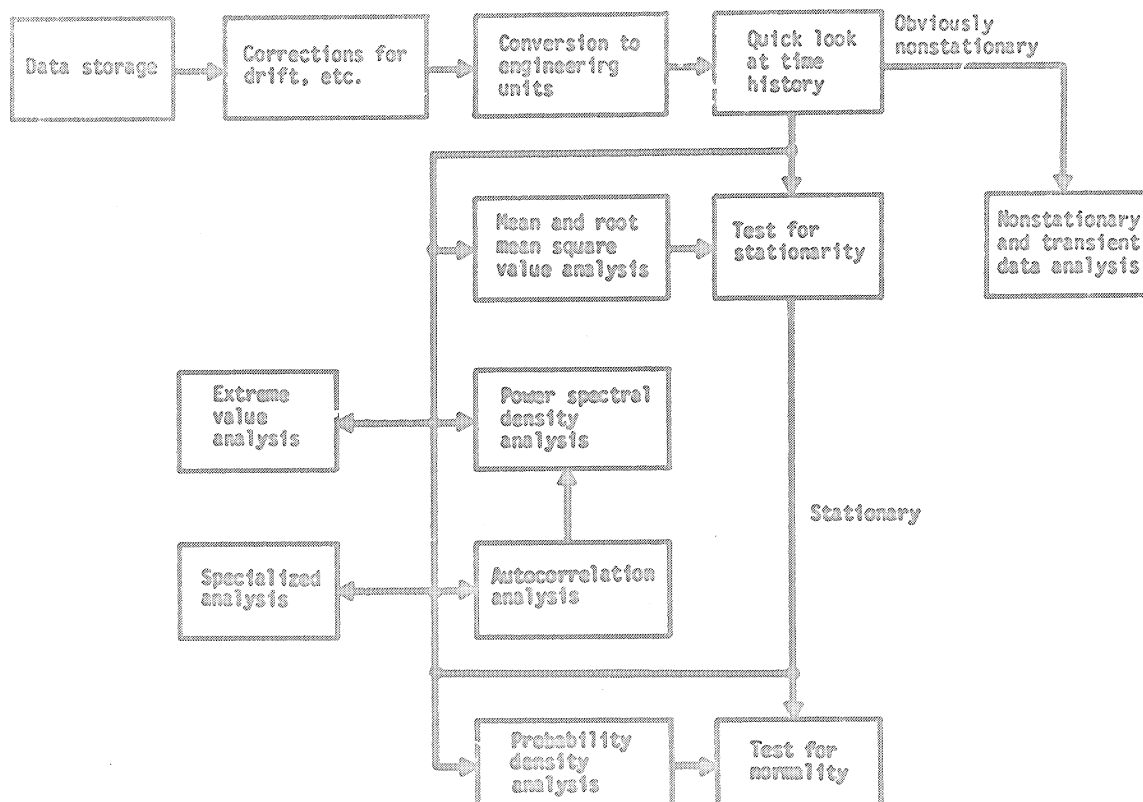 Data storage
Corrections for
drift, etc.
Conversion to
engineering
units
Quick look
at time
history
Obviously
nonstationary
Mean and root
mean square
value analysis
Test for
stationarity
Nonstationary
and transient
data analysis
Extreme
value
analysis
Power spectral
density
analysis
Stationary
Specialized
analysis
Autocorrelation
analysis
Probability
density
analysis
Test for
normality